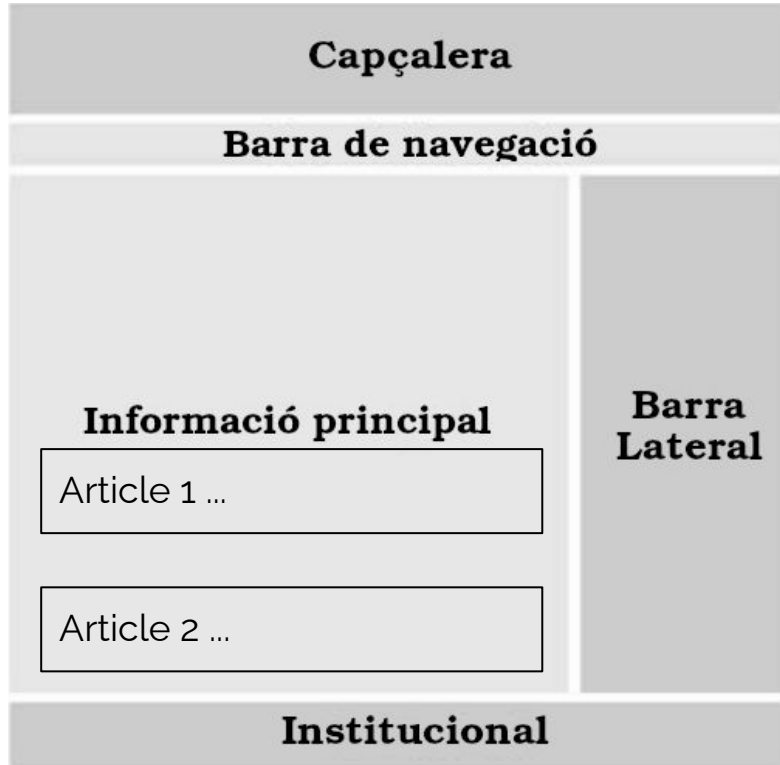 Capçalera
Barra de navegació
Informació principal
Article 1 ...
Article 2 ...
Barra
Lateral
Institucional